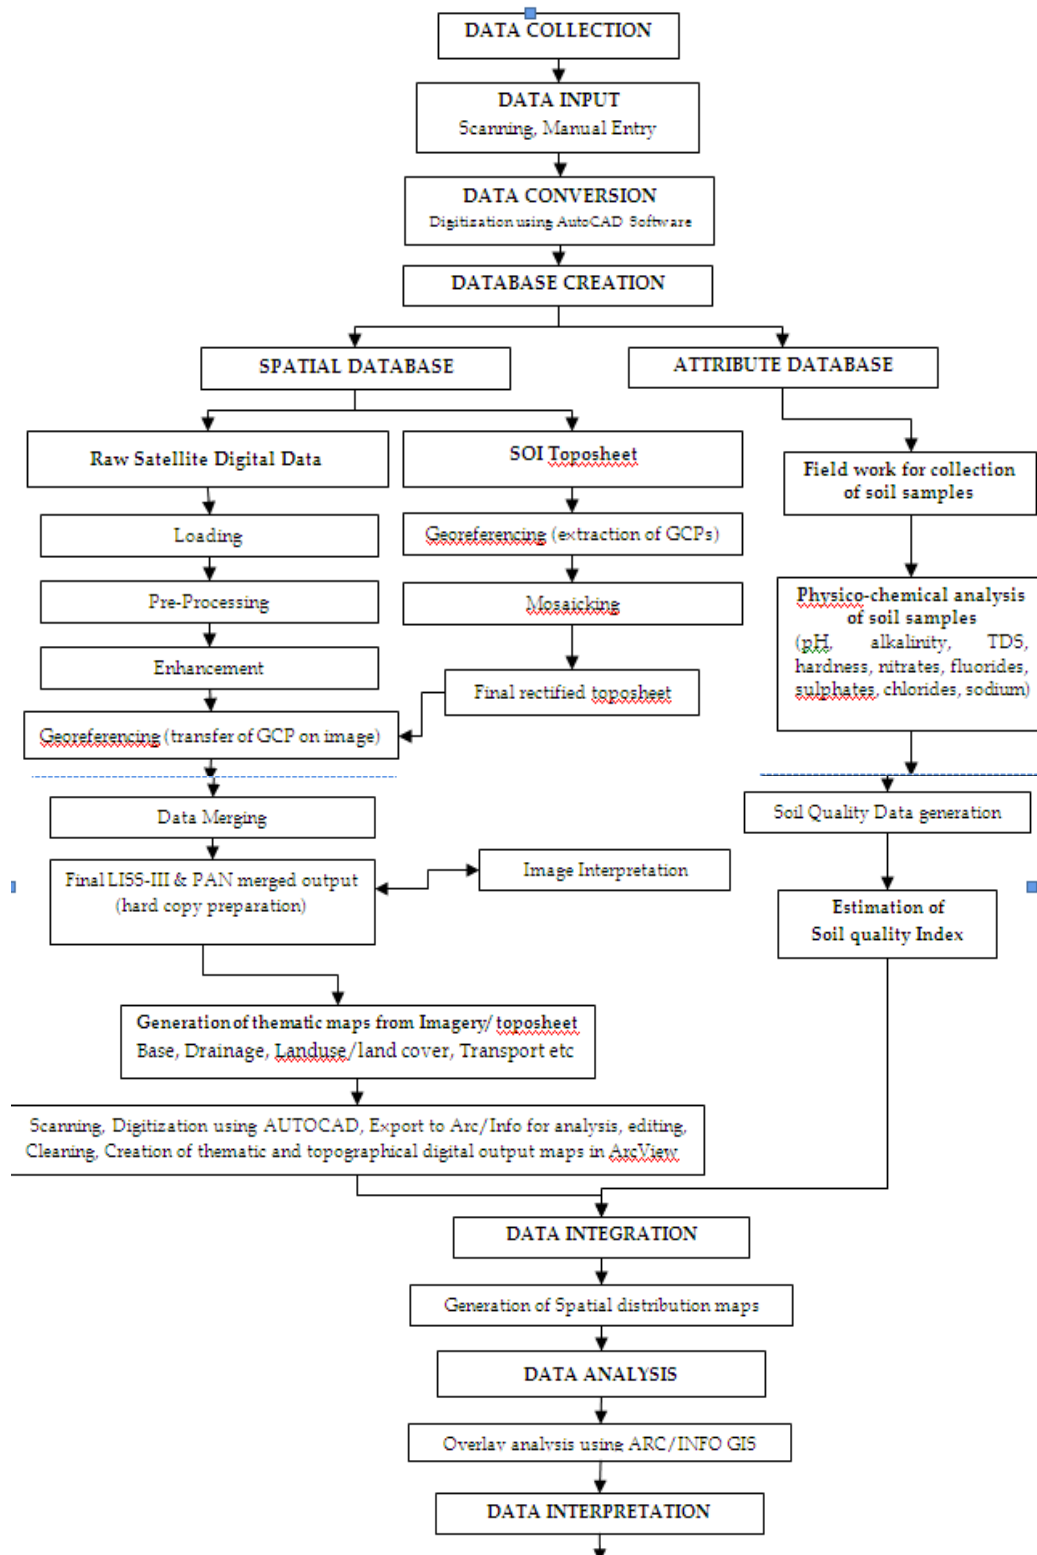 DATA COLLECTION
DATA INPUT
Scanning, Manual Entry
DATA CONVERSION
Digitization using AutoCAD Software
DATABASE CREATION
SPATIAL DATABASE
ATTRIBUTE DATABASE
Raw Satellite Digital Data
SOI Toposheet
Field work for collection
of soil samples
Loading
Georeferencing (extraction of GCPs)
Pre-Processing
Mosaicking
Physico-chemical analysis
of soil samples
(pH, alkalinity, TDS,
hardness, nitrates, fluorides,
sulphates, chlorides, sodium)
Enhancement
Final rectified toposheet
Georeferencing (transfer of GCP on image)
Data Merging
Soil Quality Data generation
Final LISS-III & PAN merged output
(hard copy preparation)
Image Interpretation
Estimation of
Soil quality Index
Generation of thematic maps from Imagery/ toposheet
Base, Drainage, Landuse/land cover, Transport etc
Scanning, Digitization using AUTOCAD, Export to Arc/Info for analysis, editing,
Cleaning, Creation of thematic and topographical digital output maps in ArcView
DATA INTEGRATION
Generation of Spatial distribution maps
DATA ANALYSIS
Overlay analysis using ARC/INFO GIS
DATA INTERPRETATION